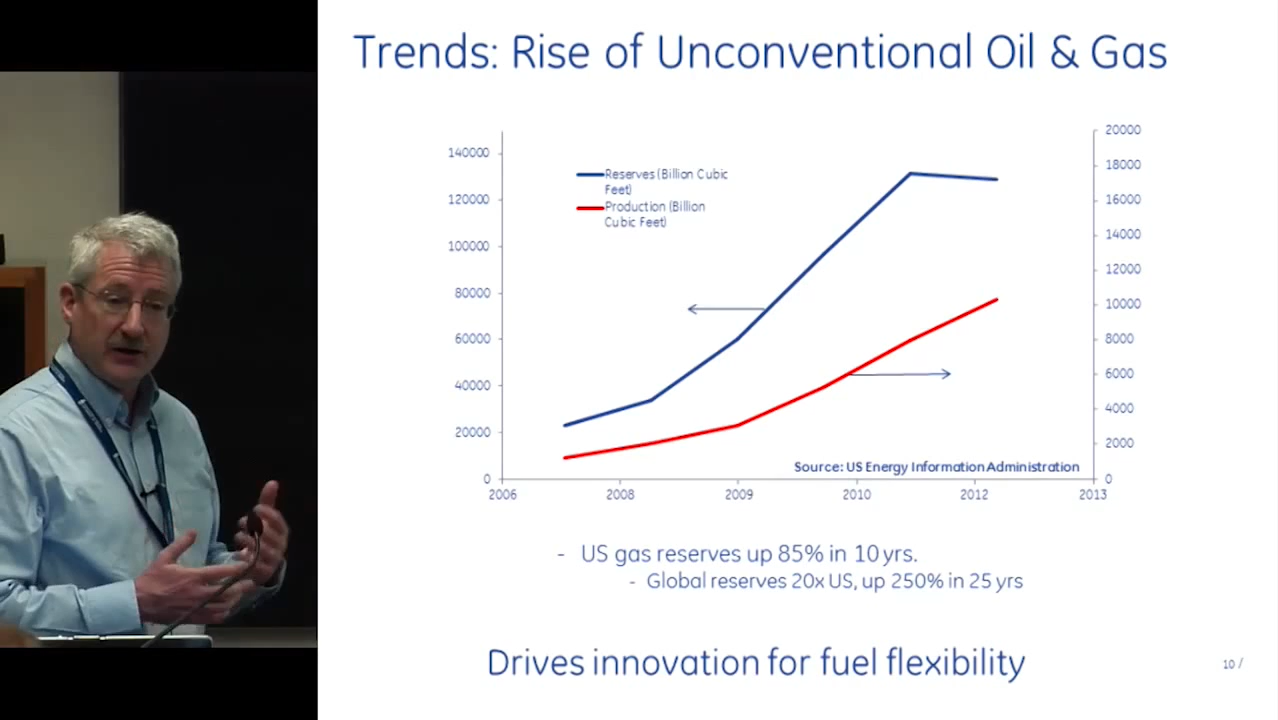 Trends: Rise of Unconventional Oil & Gas
140000
120000
100000
80000
60000
40000
20000
0
20000
18000
16000
14000
12000
10000
8000
6000
4000
2000
0
Reserves (Billion Cubic
Feet)
Production (Billion
Cubic Feet)
Source: US Energy Information Administration
2006 2008 2009 2010 2012 2013
- US gas reserves up 85% in 10 yrs.
- Global reserves 20x US, up 250% in 25 yrs
Drives innovation for fuel flexibility
10 /